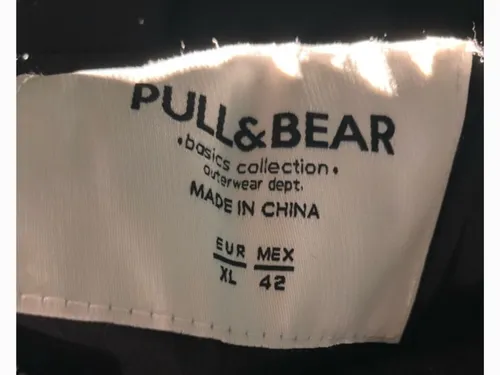 PULL&BEAR
•basics collection•
outerwear dept.
MADE IN CHINA
EUR MEX
XL 42